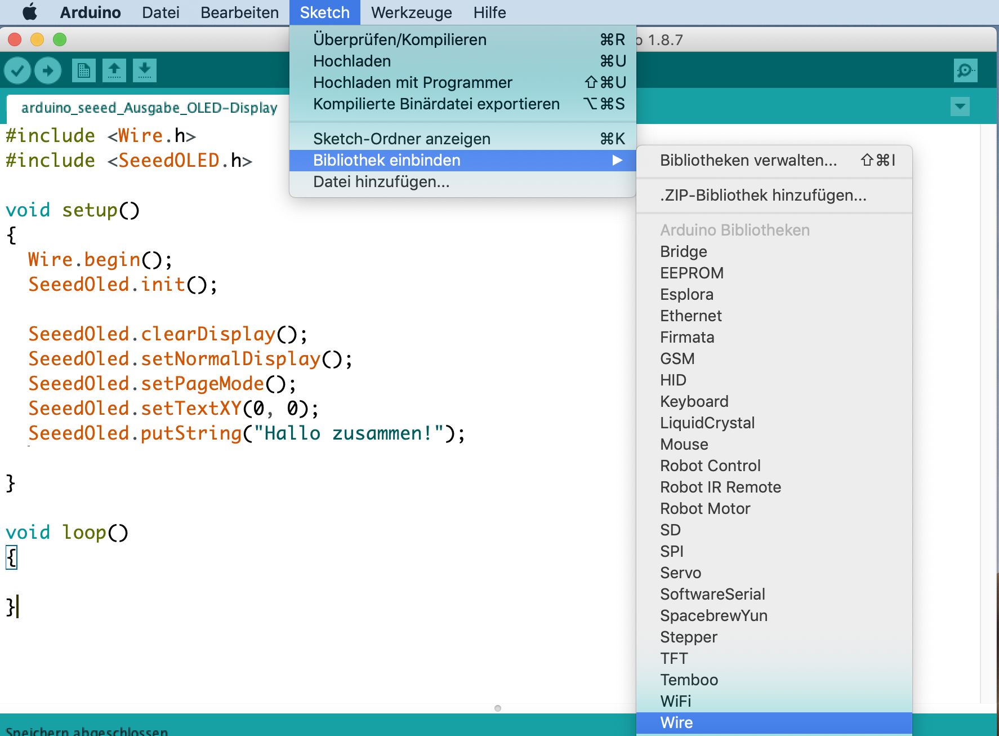 Arduino Datei Bearbeiten Sketch Werkzeuge Hilfe
o 1.8.7
Überprüfen/Kompilieren ⌘R
Hochladen ⌘U
Hochladen mit Programmer ⇧⌘U
Kompilierte Binärdatei exportieren ⌥⌘S
Sketch-Ordner anzeigen ⌘K
Bibliothek einbinden ▶
Datei hinzufügen...
arduino_seeed_Ausgabe_OLED-Display
#include <Wire.h>
#include <SeeedOLED.h>
void setup()
{
Wire.begin();
SeeedOled.init();
SeeedOled.clearDisplay();
SeeedOled.setNormalDisplay();
SeeedOled.setPageMode();
SeeedOled.setTextXY(0, 0);
SeeedOled.putString("Hallo zusammen!");
}
void loop()
{
}
Bibliotheken verwalten... ⇧⌘I
.ZIP-Bibliothek hinzufügen...
Arduino Bibliotheken
Bridge
EEPROM
Esplora
Ethernet
Firmata
GSM
HID
Keyboard
LiquidCrystal
Mouse
Robot Control
Robot IR Remote
Robot Motor
SD
SPI
Servo
SoftwareSerial
SpacebrewYun
Stepper
TFT
Temboo
WiFi
Wire
Speichern abgeschlossen